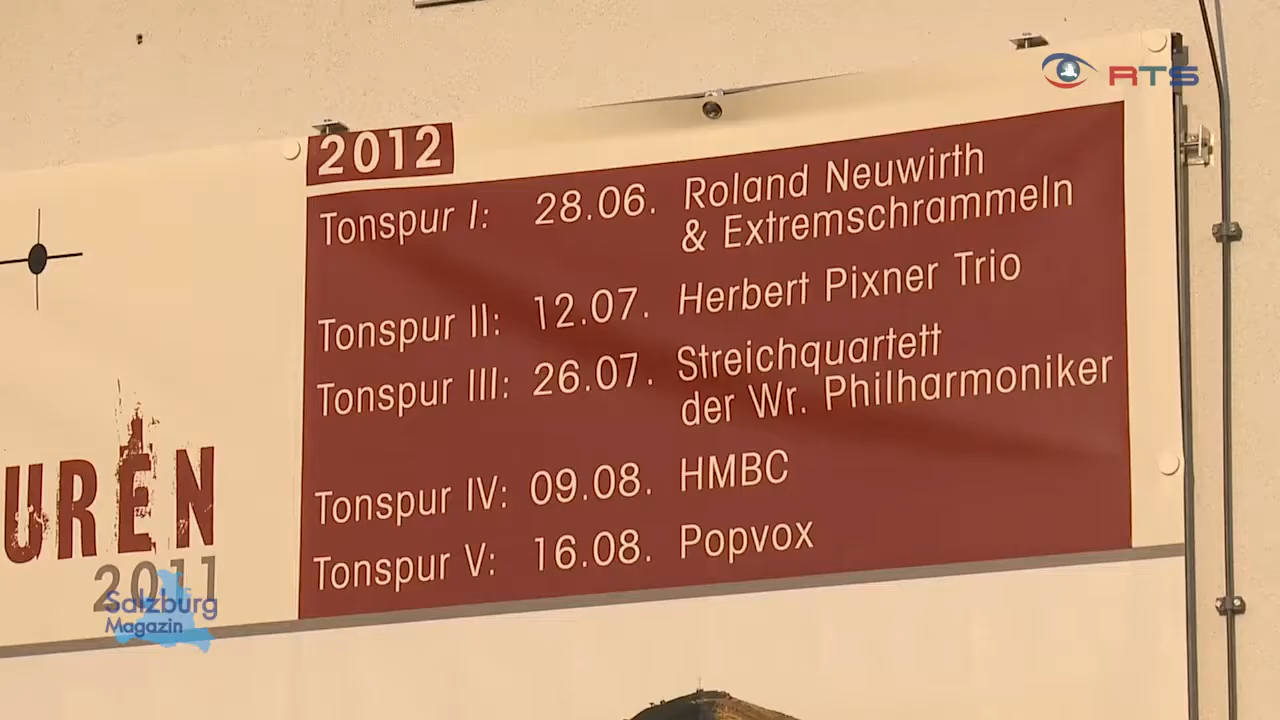 RTS
2012
Tonspur I: 28.06. Roland Neuwirth
& Extremschrammeln
Tonspur II: 12.07. Herbert Pixner Trio
Tonspur III: 26.07. Streichquartett
der Wr. Philharmoniker
Tonspur IV: 09.08. HMBC
Tonspur V: 16.08. Popvox
UREN
2011
Salzburg
Magazin